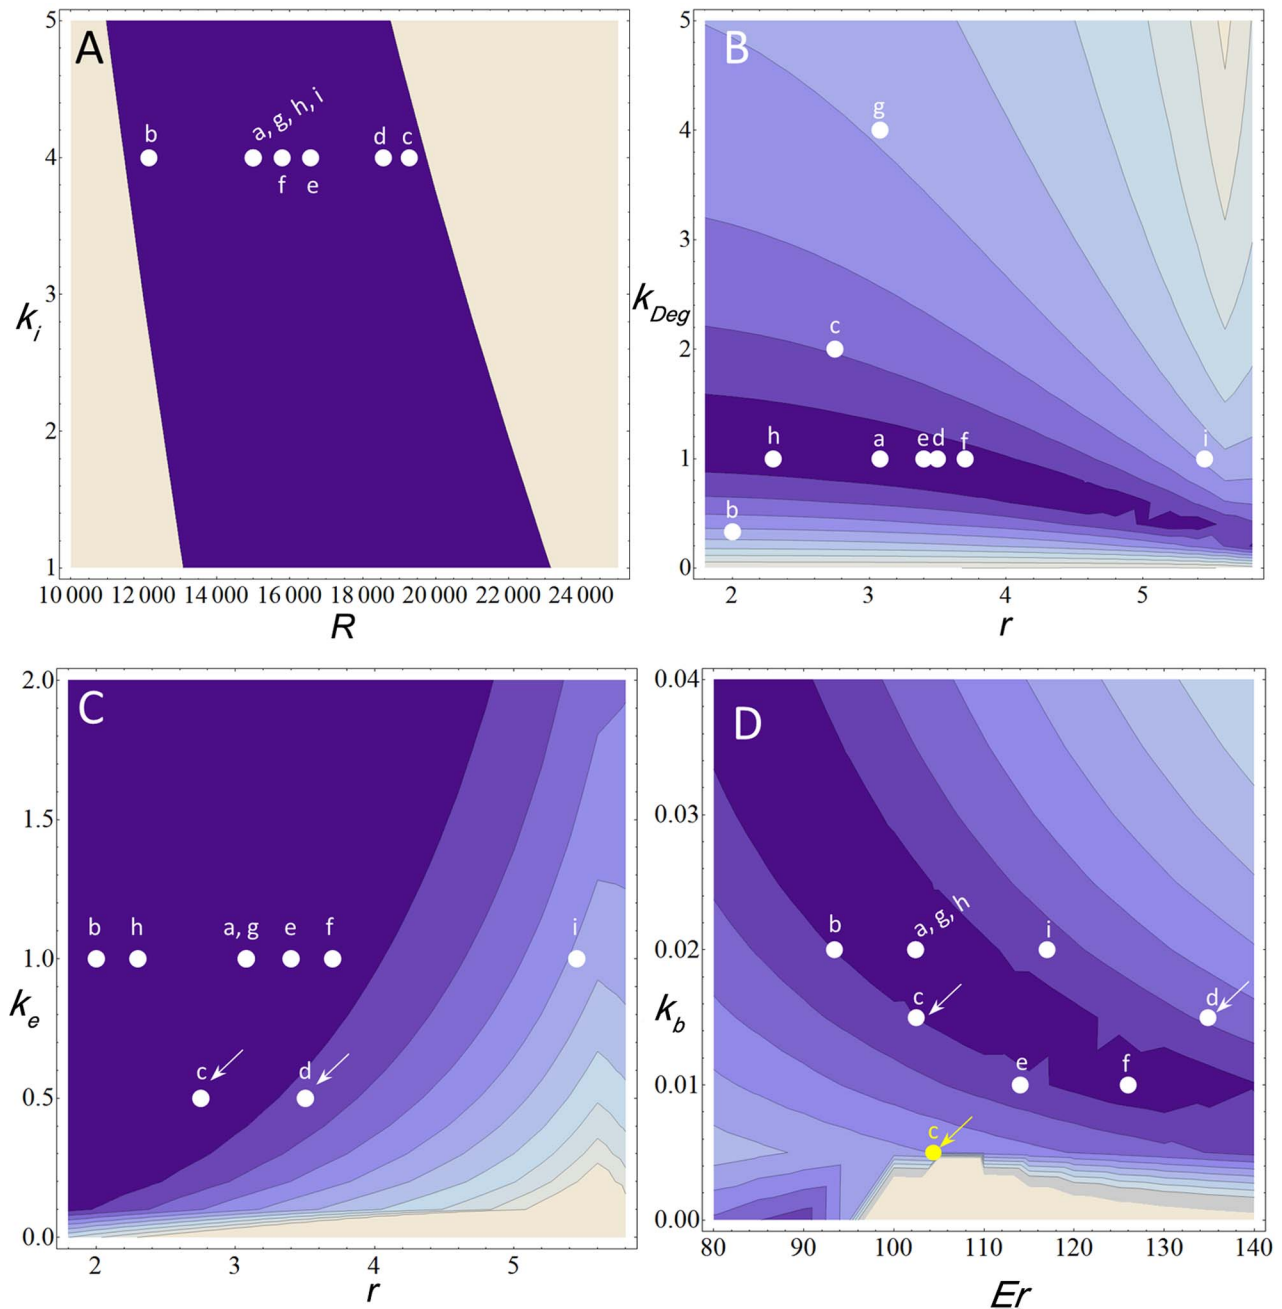 A
5
4
3
2
1
k_i
b
a, g, h, i
f
e
d
c
10 000 12 000 14 000 16 000 18 000 20 000 22 000 24 000
R
B
5
4
3
2
1
0
k_Deg
g
c
h
a
e
d
f
i
b
2 3 4 5
r
C
2.0
1.5
1.0
0.5
0.0
k_e
b
h
a, g
e
f
i
c
d
2 3 4 5
r
D
0.04
0.03
0.02
0.01
0.00
k_b
b
a, g, h
i
c
d
e
f
c
80 90 100 110 120 130 140
Er